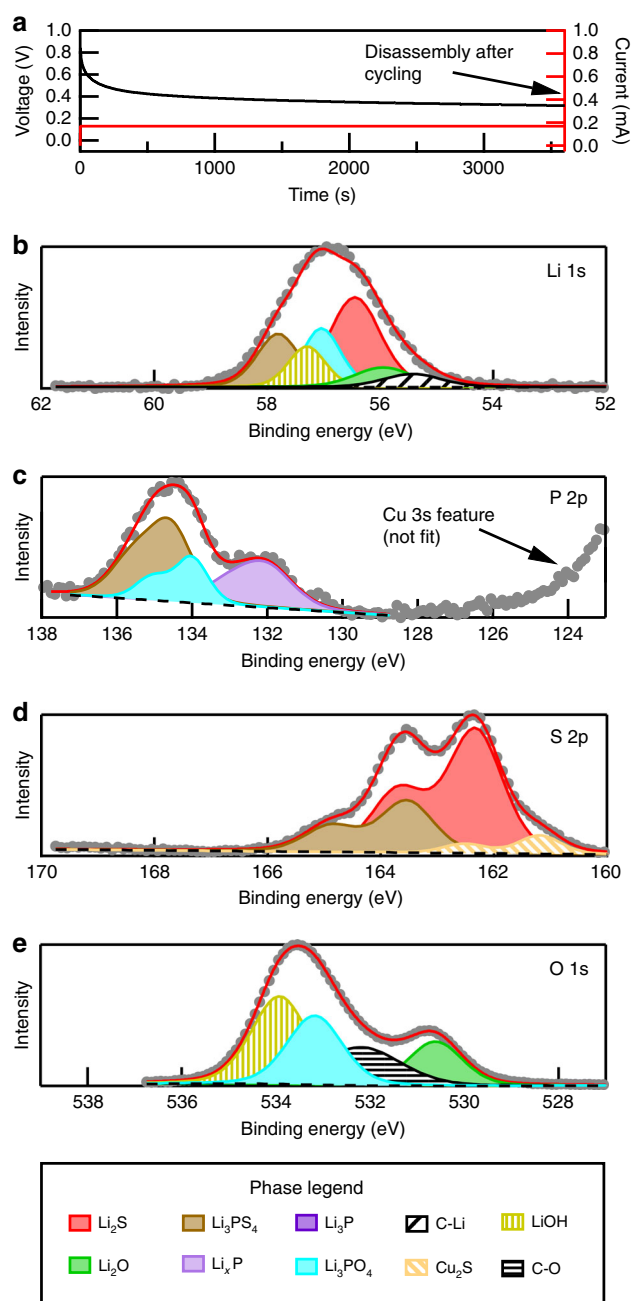 a
1.0
0.8
0.6
0.4
0.2
0.0
Voltage (V)
Disassembly after
cycling
1.0
0.8
0.6
0.4
0.2
0.0
Current (mA)
0 1000 2000 3000
Time (s)
b
Li 1s
Intensity
62 60 58 56 54 52
Binding energy (eV)
c
P 2p
Cu 3s feature
(not fit)
Intensity
138 136 134 132 130 128 126 124
Binding energy (eV)
d
S 2p
Intensity
170 168 166 164 162 160
Binding energy (eV)
e
O 1s
Intensity
538 536 534 532 530 528
Binding energy (eV)
Phase legend
Li₂S Li₃PS₄ Li₃P C-Li LiOH
Li₂O LiₓP Li₃PO₄ Cu₂S C-O